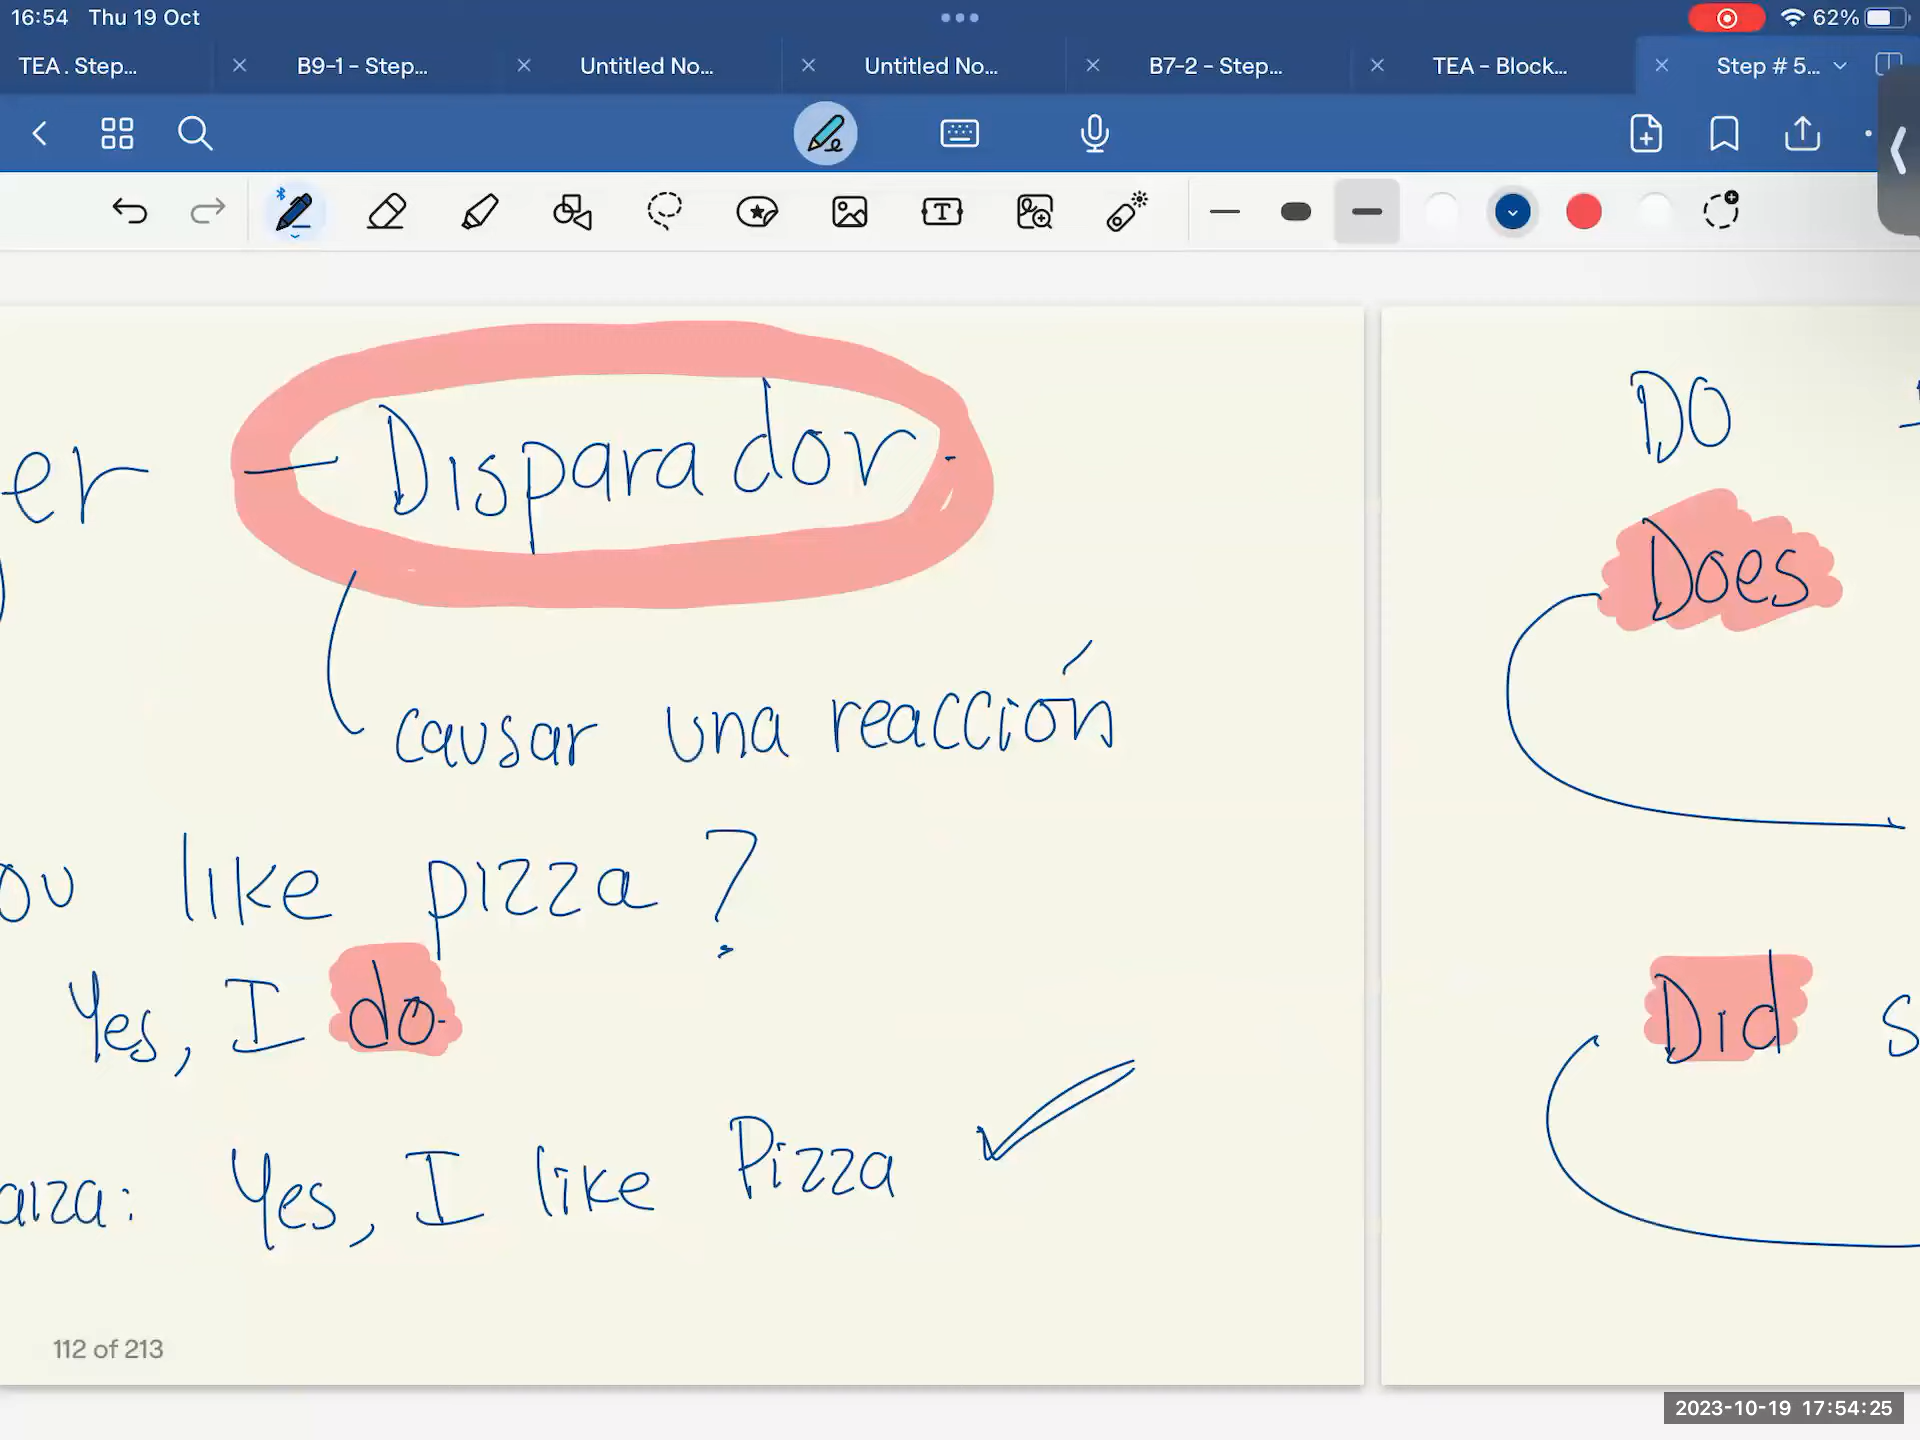 16:54 Thu 19 Oct
62%
TEA . Step...
B9-1 - Step...
Untitled No...
Untitled No...
B7-2 - Step...
TEA - Block...
Step # 5...
er — Disparador.
causar una reacción
ou like pizza?
Yes, I do.
aiza: Yes, I like Pizza
112 of 213
DO
Does
Did s
2023-10-19 17:54:25